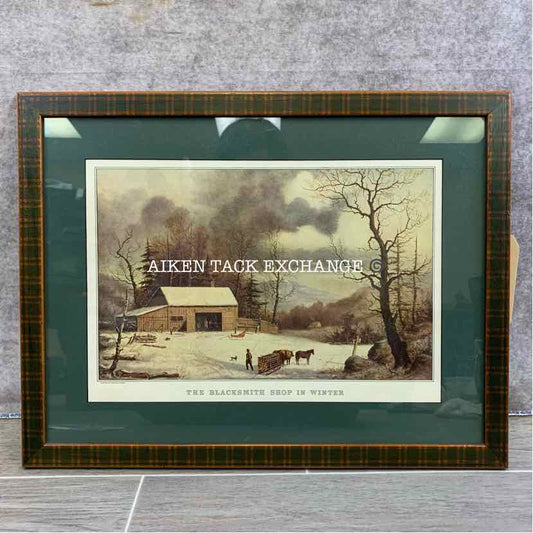 AIKEN TACK EXCHANGE ©
THE BLACKSMITH SHOP IN WINTER